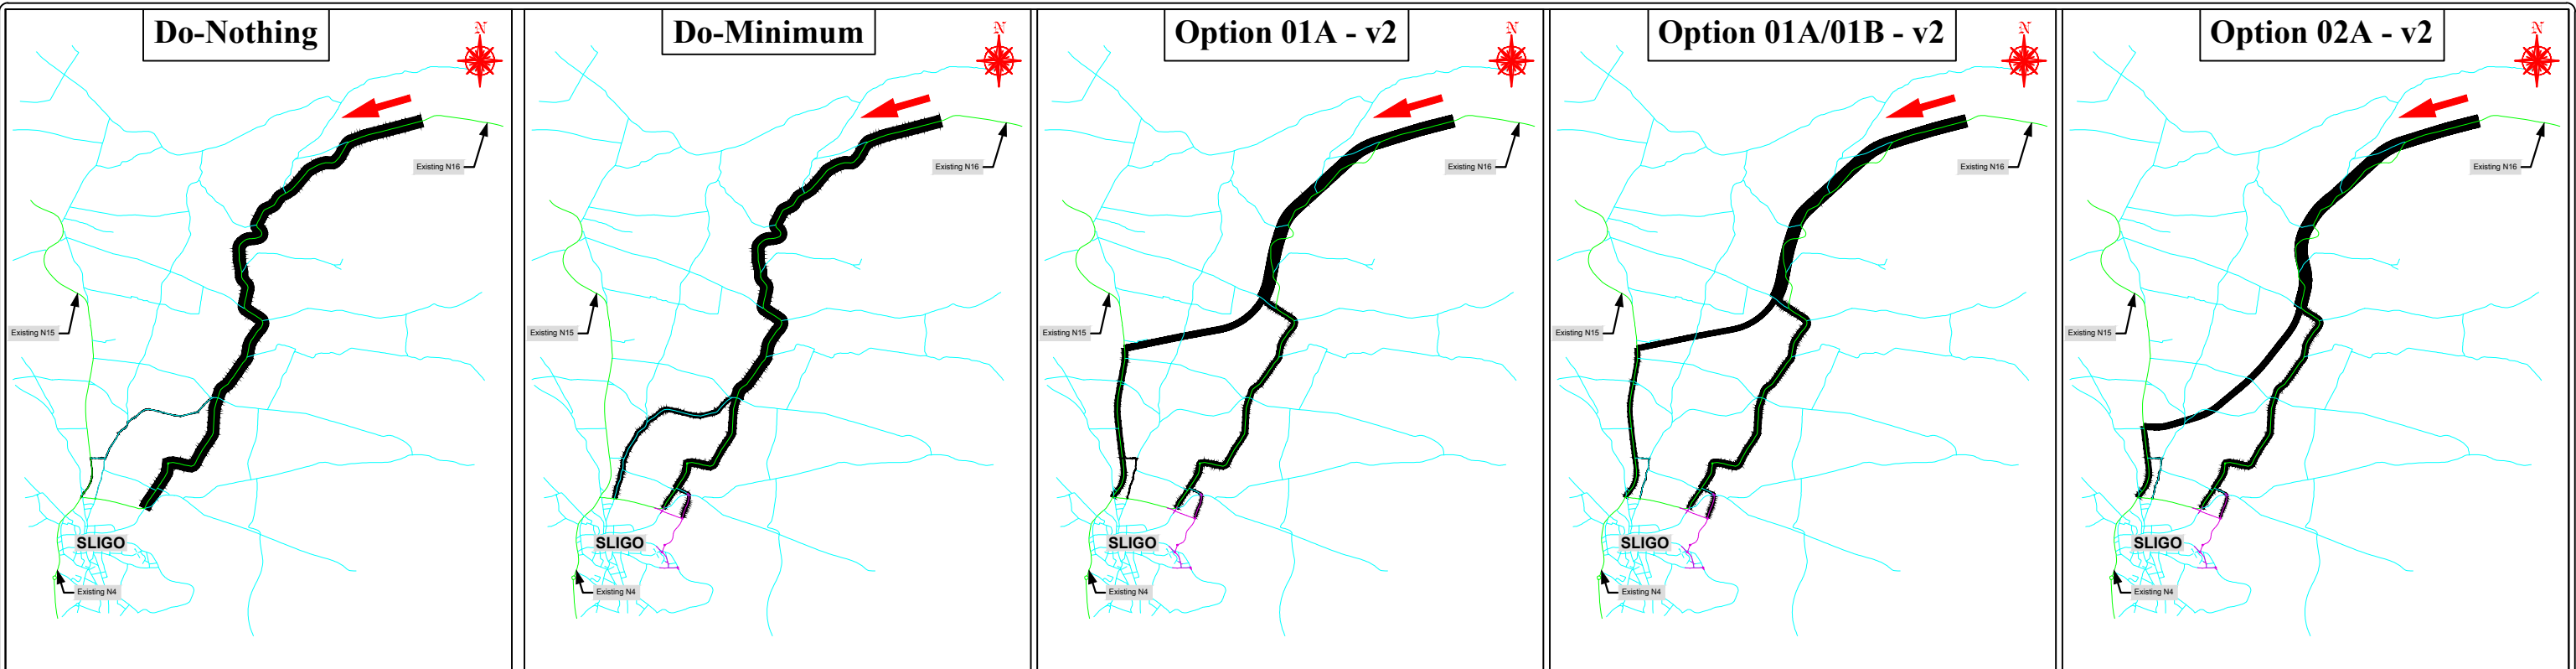 Do-Nothing
N
Existing N16
Existing N15
SLIGO
Existing N4
Do-Minimum
N
Existing N16
Existing N15
SLIGO
Existing N4
Option 01A - v2
N
Existing N16
Existing N15
SLIGO
Existing N4
Option 01A/01B - v2
N
Existing N16
Existing N15
SLIGO
Existing N4
Option 02A - v2
N
Existing N16
Existing N15
SLIGO
Existing N4